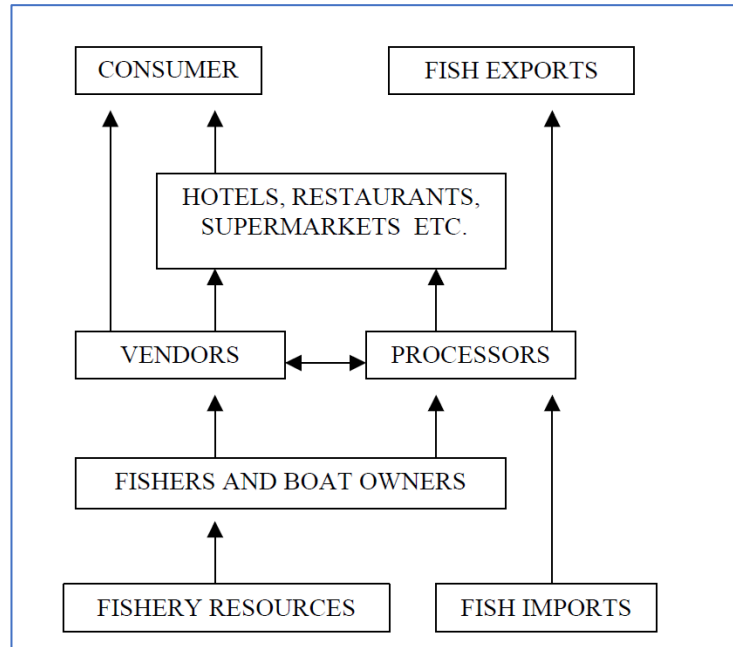 CONSUMER
FISH EXPORTS
HOTELS, RESTAURANTS,
SUPERMARKETS ETC.
VENDORS
PROCESSORS
FISHERS AND BOAT OWNERS
FISHERY RESOURCES
FISH IMPORTS